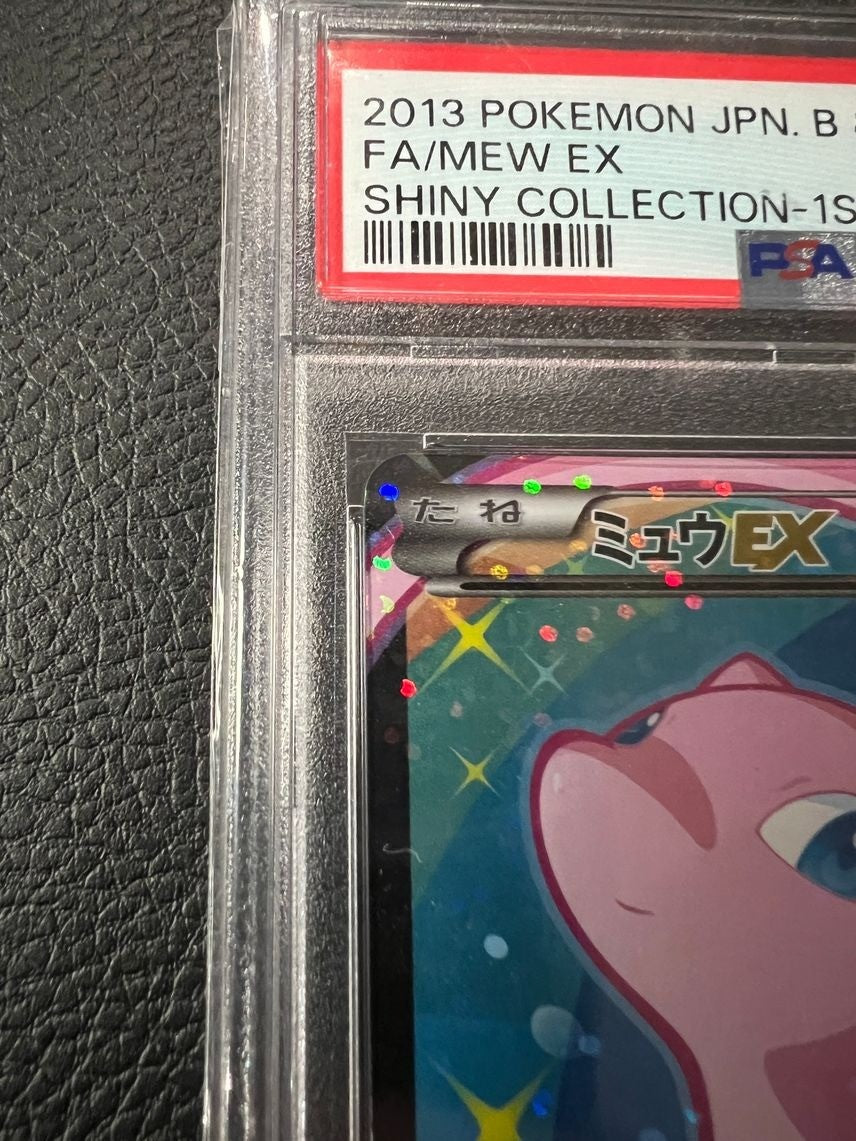 2013 POKEMON JPN. B
FA/MEW EX
SHINY COLLECTION-1S
PSA
たね
ミュウEX